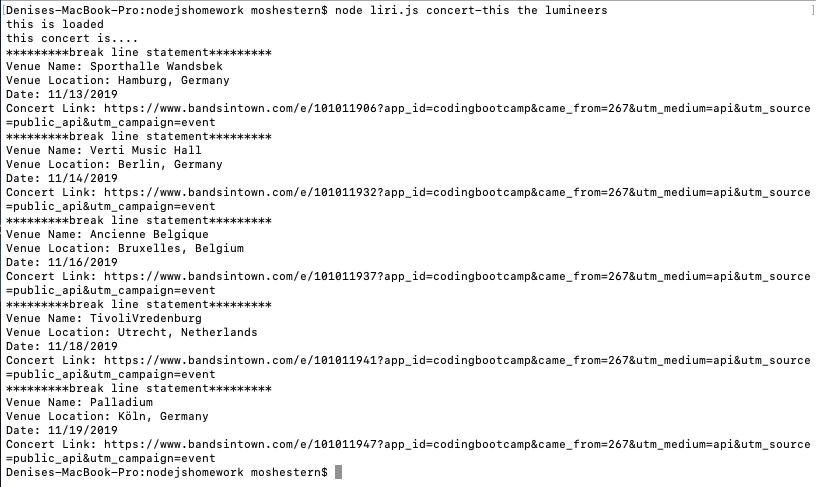 [Denises-MacBook-Pro:nodejshomework moshestern$ node liri.js concert-this the lumineers ]
this is loaded
this concert is....
*********break line statement*********
Venue Name: Sporthalle Wandsbek
Venue Location: Hamburg, Germany
Date: 11/13/2019
Concert Link: https://www.bandsintown.com/e/101011906?app_id=codingbootcamp&came_from=267&utm_medium=api&utm_source
=public_api&utm_campaign=event
*********break line statement*********
Venue Name: Verti Music Hall
Venue Location: Berlin, Germany
Date: 11/14/2019
Concert Link: https://www.bandsintown.com/e/101011932?app_id=codingbootcamp&came_from=267&utm_medium=api&utm_source
=public_api&utm_campaign=event
*********break line statement*********
Venue Name: Ancienne Belgique
Venue Location: Bruxelles, Belgium
Date: 11/16/2019
Concert Link: https://www.bandsintown.com/e/101011937?app_id=codingbootcamp&came_from=267&utm_medium=api&utm_source
=public_api&utm_campaign=event
*********break line statement*********
Venue Name: TivoliVredenburg
Venue Location: Utrecht, Netherlands
Date: 11/18/2019
Concert Link: https://www.bandsintown.com/e/101011941?app_id=codingbootcamp&came_from=267&utm_medium=api&utm_source
=public_api&utm_campaign=event
*********break line statement*********
Venue Name: Palladium
Venue Location: Köln, Germany
Date: 11/19/2019
Concert Link: https://www.bandsintown.com/e/101011947?app_id=codingbootcamp&came_from=267&utm_medium=api&utm_source
=public_api&utm_campaign=event
Denises-MacBook-Pro:nodejshomework moshestern$